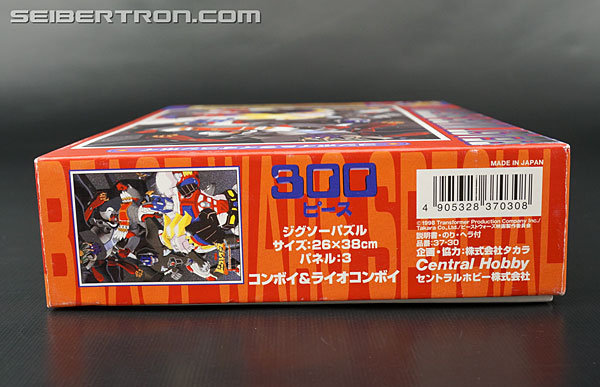 SEIBERTRON.COM
300
ピース
ジグソーパズル
サイズ:26×38cm
パネル:3
コンボイ&ライオコンボイ
MADE IN JAPAN
4 905328 370308
©1998 Transformer Production Company Inc./
Takara Co.,Ltd./ビーストウォーズ映画製作委員会
説明書・のり・ヘラ付
品番:37-30
企画・協力:株式会社タカラ
Central Hobby
セントラルホビー株式会社